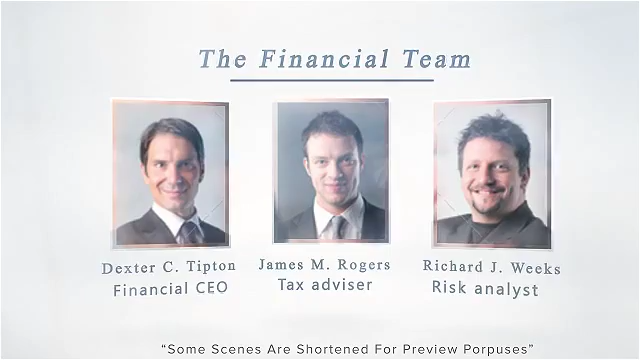 The Financial Team
Dexter C. Tipton
Financial CEO
James M. Rogers
Tax adviser
Richard J. Weeks
Risk analyst
“Some Scenes Are Shortened For Preview Porpuses”